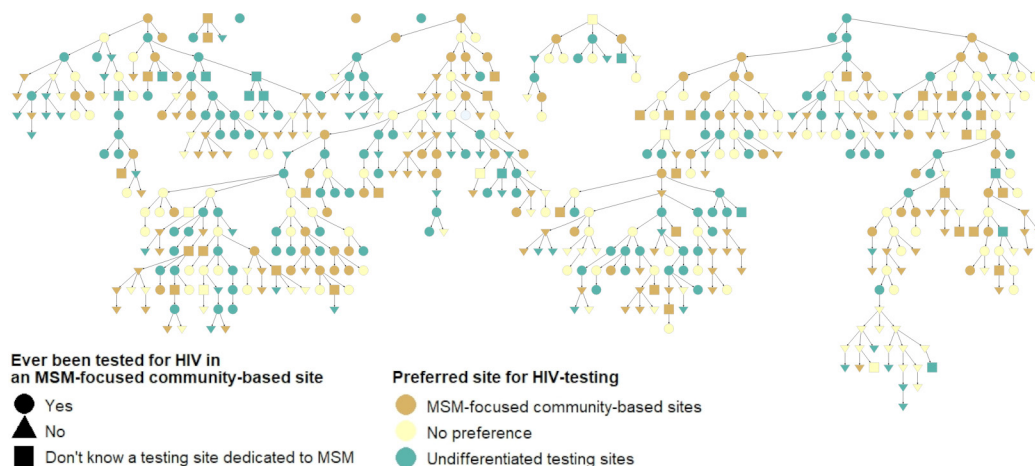 Ever been tested for HIV in
an MSM-focused community-based site
Yes
No
Don't know a testing site dedicated to MSM
Preferred site for HIV-testing
MSM-focused community-based sites
No preference
Undifferentiated testing sites